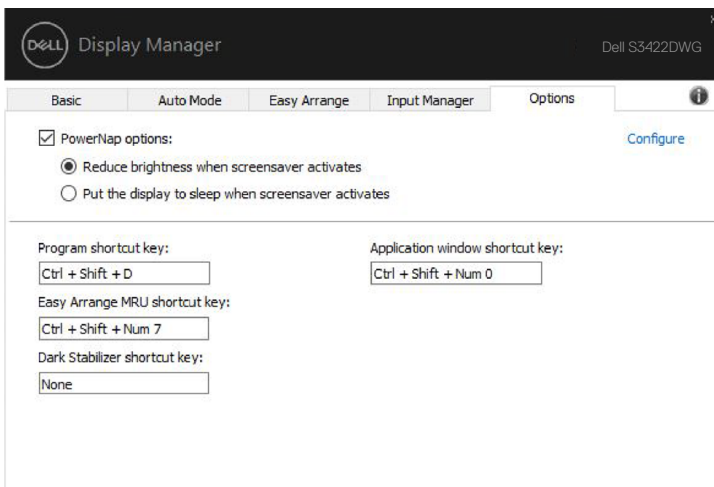 DELL Display Manager
Dell S3422DWG
Basic Auto Mode Easy Arrange Input Manager Options
PowerNap options: Configure
Reduce brightness when screensaver activates
Put the display to sleep when screensaver activates
Program shortcut key: Application window shortcut key:
Ctrl + Shift + D Ctrl + Shift + Num 0
Easy Arrange MRU shortcut key:
Ctrl + Shift + Num 7
Dark Stabilizer shortcut key:
None